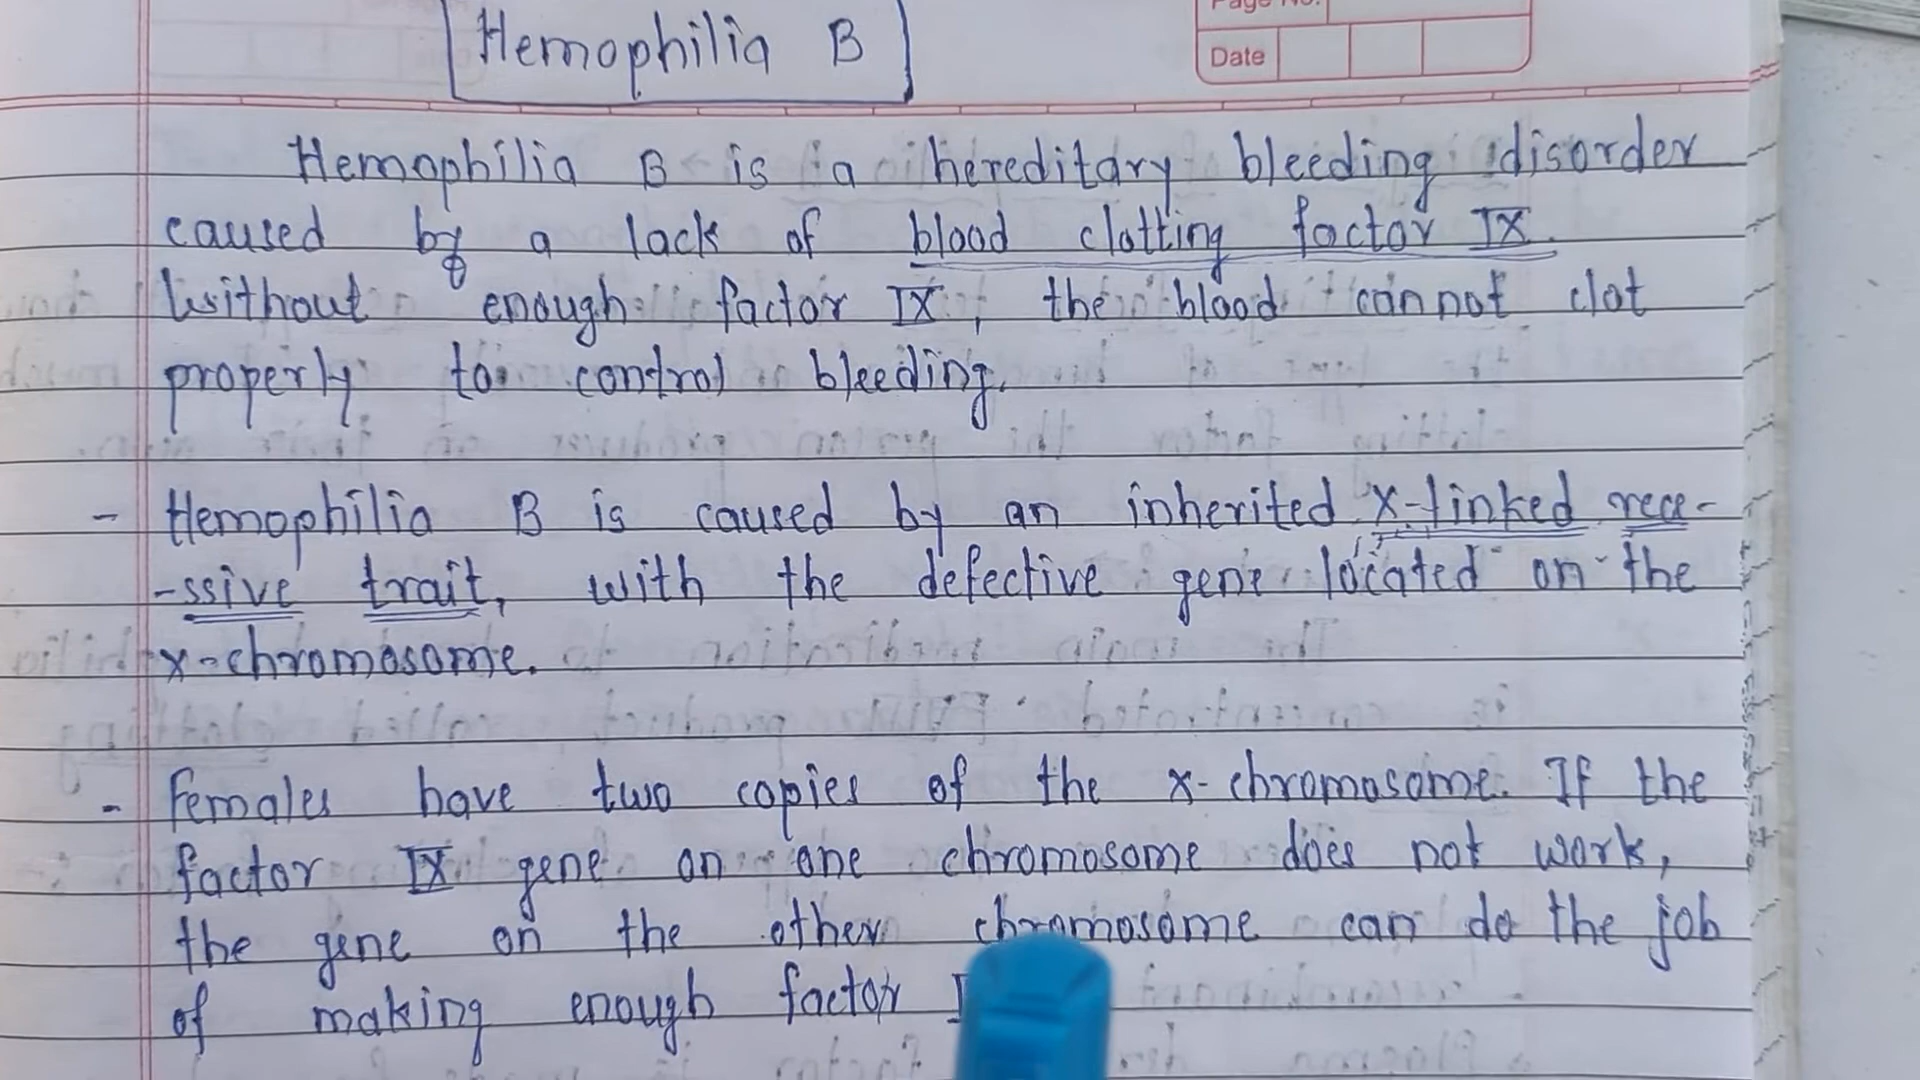 Page No.
Date
Hemophilia B
Hemophilia B is a hereditary bleeding disorder
caused by a lack of blood clotting factor IX.
Without enough factor IX, the blood cannot clot
properly to control bleeding.
- Hemophilia B is caused by an inherited x-linked rece-
-ssive trait, with the defective gene located on the
x-chromosome.
- Females have two copies of the x-chromosome. If the
factor IX gene on one chromosome does not work,
the gene on the other chromosome can do the job
of making enough factor